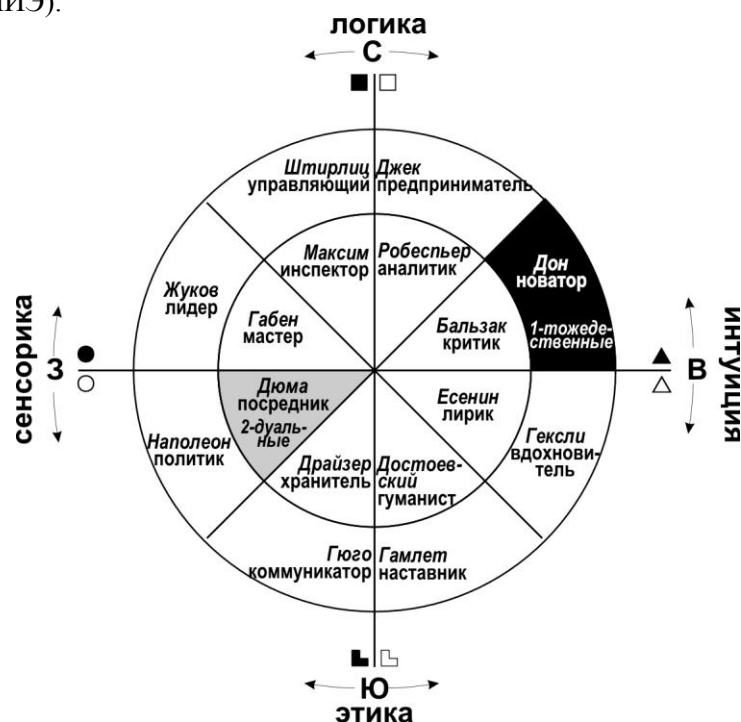 ИИЭ).
логика
С
Штирлиц
управляющий
Джек
предприниматель
Максим
инспектор
Робеспьер
аналитик
Дон
новатор
1-тожеде-
ственные
Жуков
лидер
Габен
мастер
Бальзак
критик
сенсорика
З
В
интуиция
Дюма
посредник
2-дуаль-
ные
Есенин
лирик
Наполеон
политик
Гексли
вдохнови-
тель
Драйзер
хранитель
Достоев-
ский
гуманист
Гюго
коммуникатор
Гамлет
наставник
Ю
этика